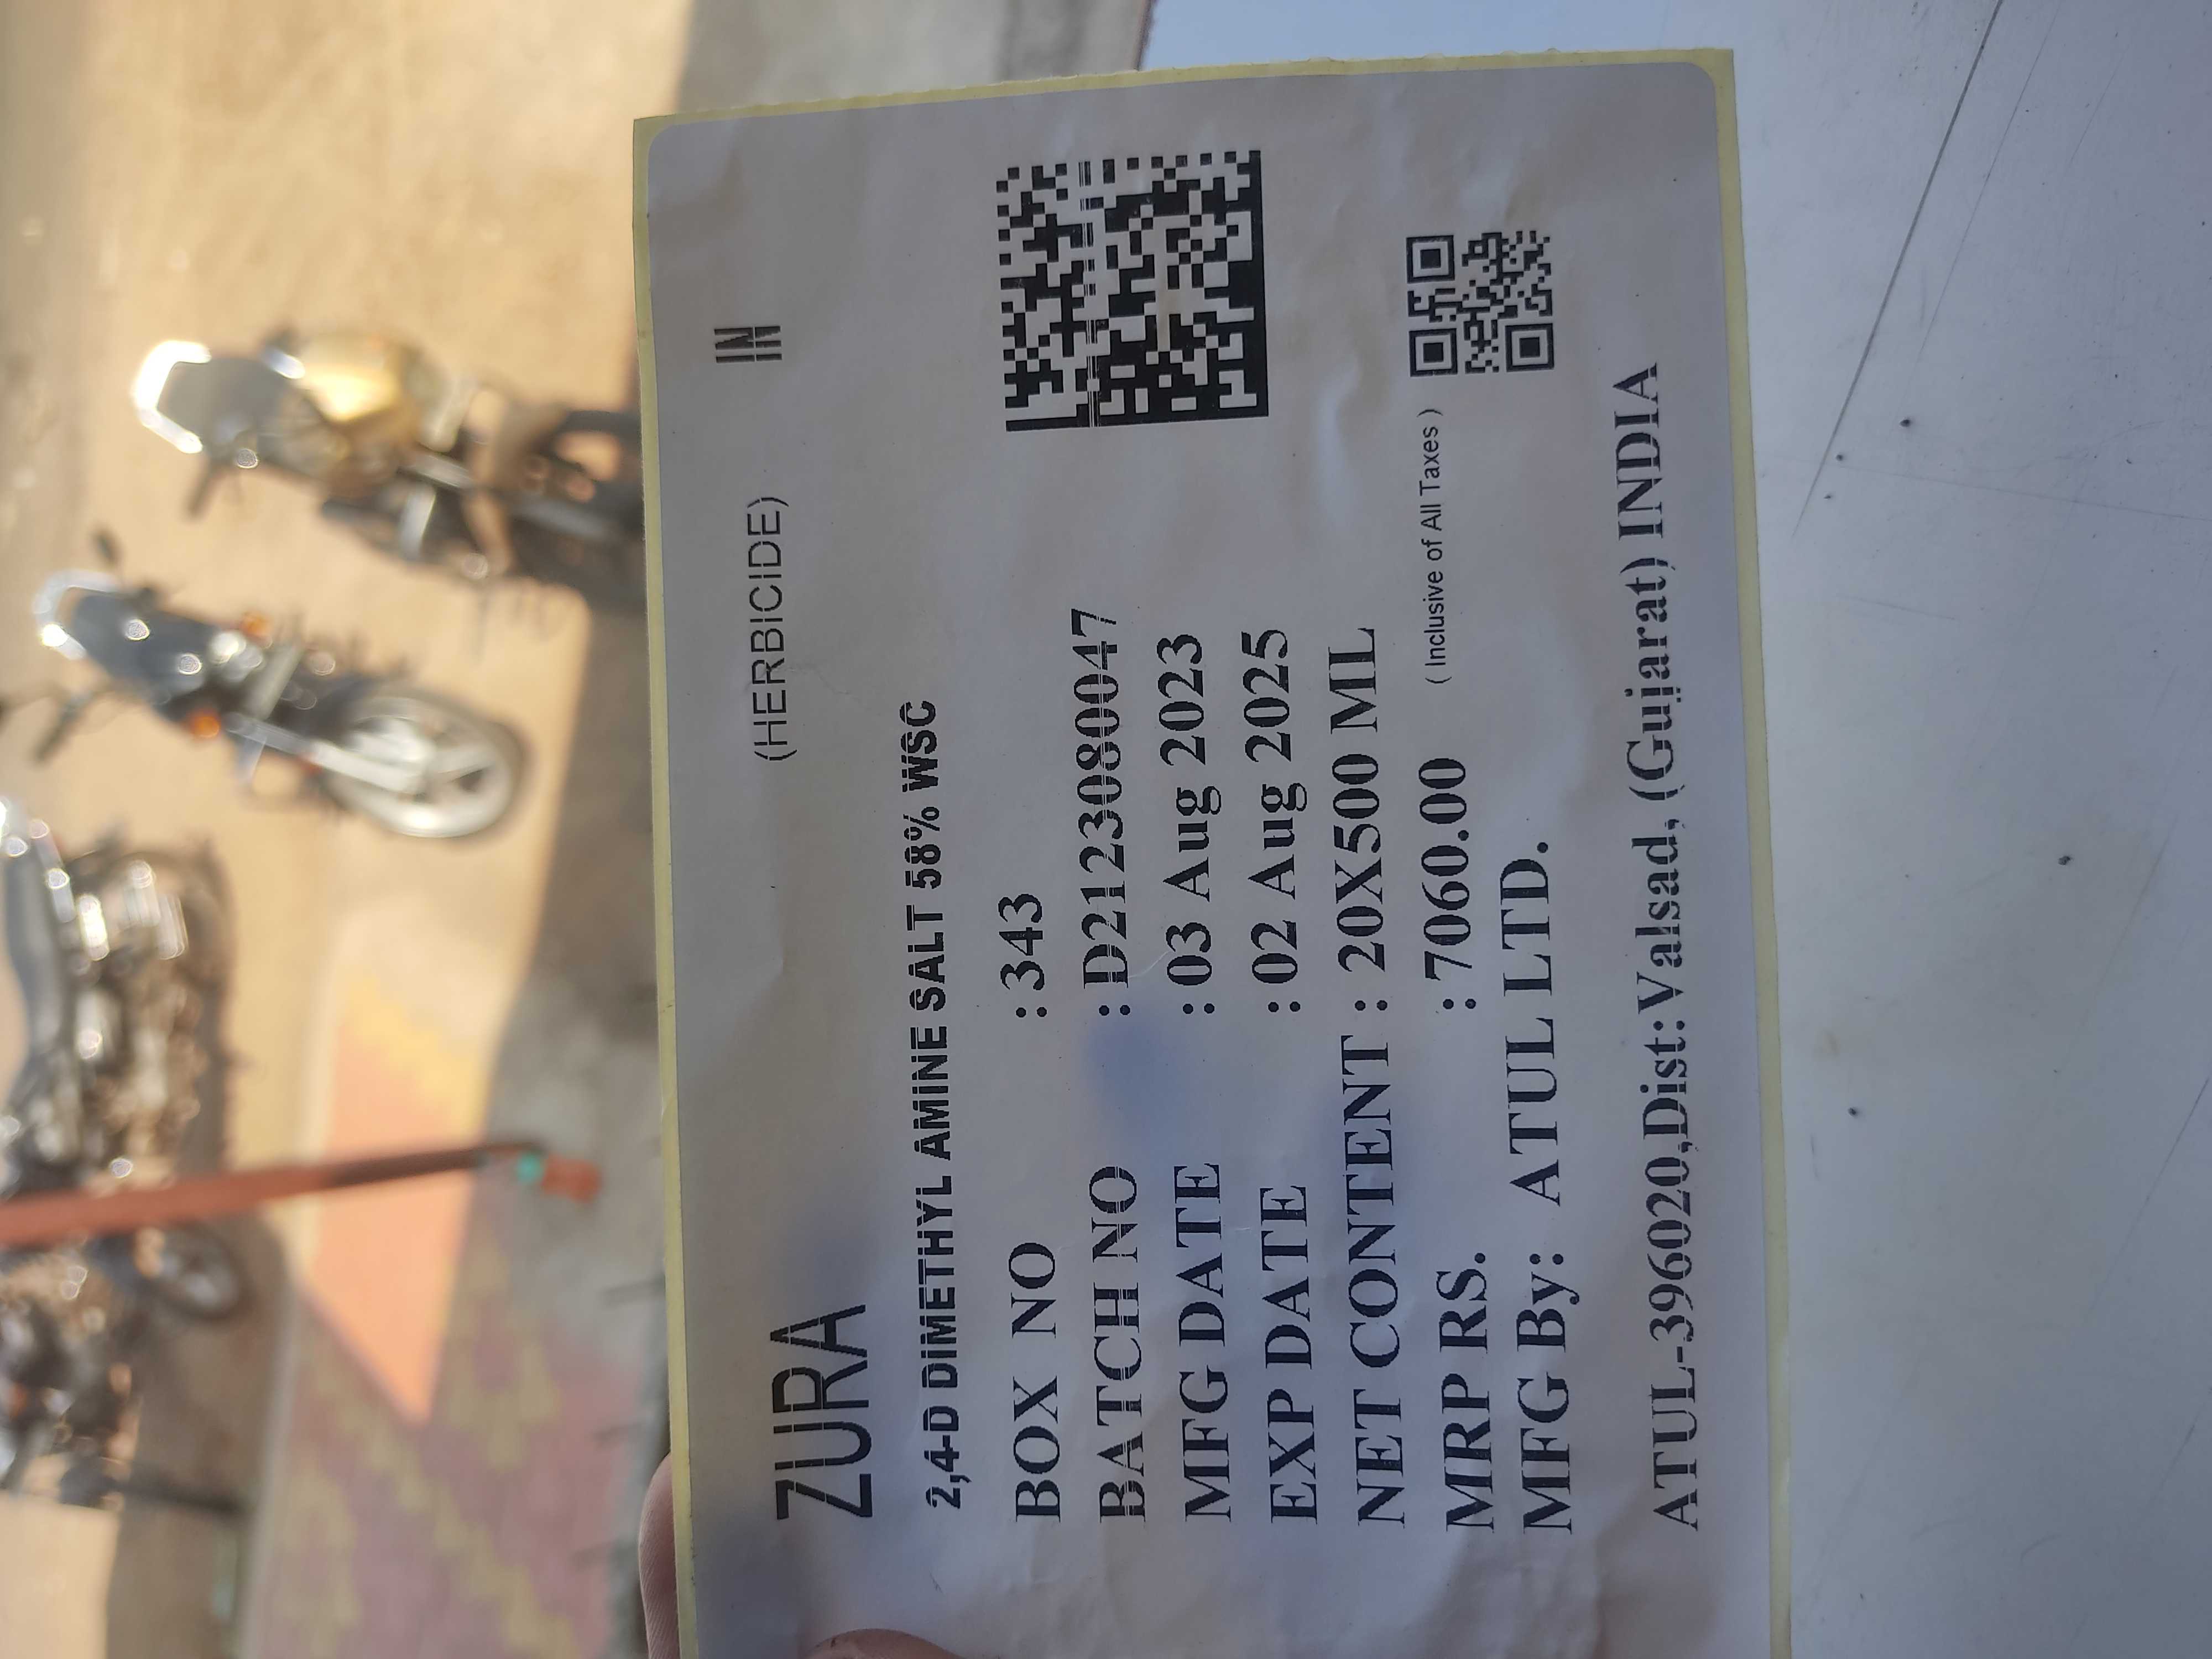 ZURA (HERBICIDE) IN
2,4-D DIMETHYL AMINE SALT 58% WSC
BOX NO : 343
BATCH NO : D212308047
MFG DATE : 03 Aug 2023
EXP DATE : 02 Aug 2025
NET CONTENT : 20X500 ML
MRP RS. : 7060.00 ( Inclusive of All Taxes )
MFG By: ATUL LTD.
ATUL-396020,Dist:Valsad, (Gujarat) INDIA